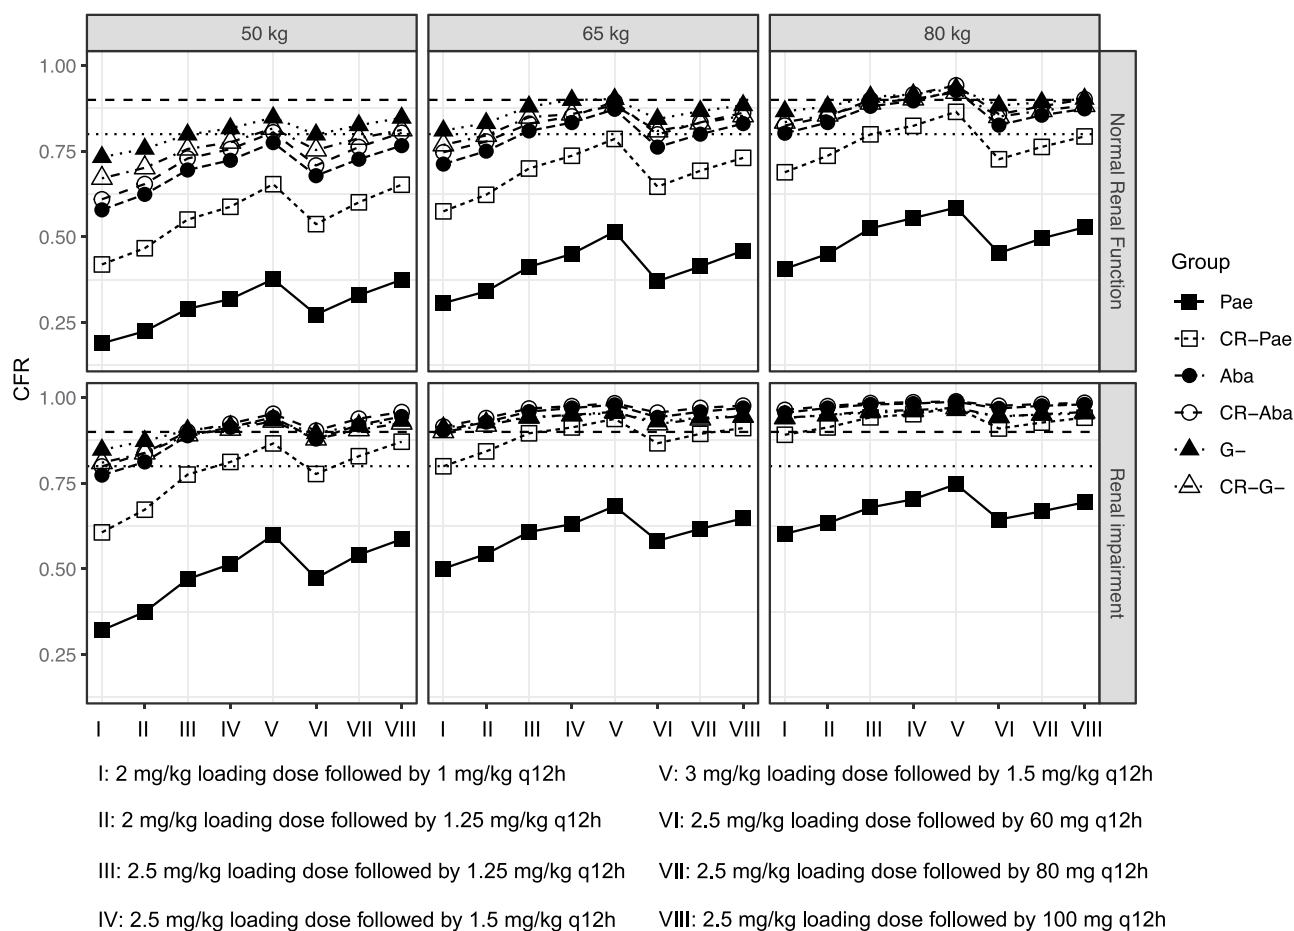 50 kg 65 kg 80 kg
1.00
0.75
0.50
0.25
Normal Renal Function
CFR
1.00
0.75
0.50
0.25
Renal impairment
I II III IV V VI VII VIII I II III IV V VI VII VIII I II III IV V VI VII VIII
Group
Pae
CR−Pae
Aba
CR−Aba
G−
CR−G−
I: 2 mg/kg loading dose followed by 1 mg/kg q12h
II: 2 mg/kg loading dose followed by 1.25 mg/kg q12h
III: 2.5 mg/kg loading dose followed by 1.25 mg/kg q12h
IV: 2.5 mg/kg loading dose followed by 1.5 mg/kg q12h
V: 3 mg/kg loading dose followed by 1.5 mg/kg q12h
VI: 2.5 mg/kg loading dose followed by 60 mg q12h
VII: 2.5 mg/kg loading dose followed by 80 mg q12h
VIII: 2.5 mg/kg loading dose followed by 100 mg q12h